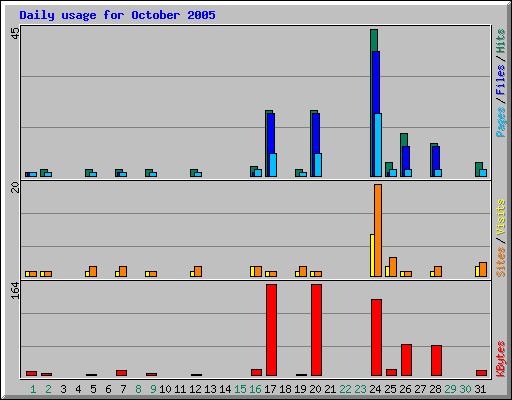 Daily usage for October 2005
45
Pages/Files/Hits
20
Sites/Visits
164
KBytes
1 2 3 4 5 6 7 8 9 10 11 12 13 14 15 16 17 18 19 20 21 22 23 24 25 26 27 28 29 30 31